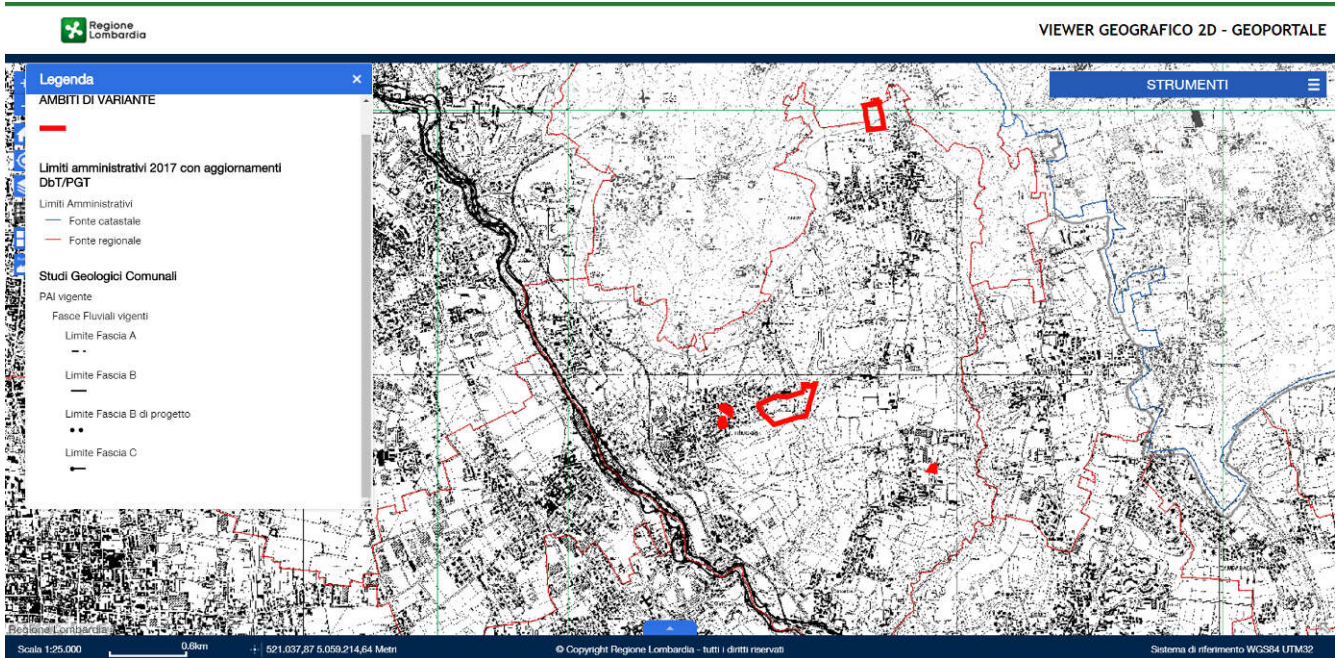 Regione
Lombardia
VIEWER GEOGRAFICO 2D - GEOPORTALE
Legenda
×
STRUMENTI
AMBITI DI VARIANTE
Limiti amministrativi 2017 con aggiornamenti
DbT/PGT
Limiti Amministrativi
Fonte catastale
Fonte regionale
Studi Geologici Comunali
PAI vigente
Fasce Fluviali vigenti
Limite Fascia A
Limite Fascia B
Limite Fascia B di progetto
Limite Fascia C
Regione Lombardia
Scala 1:25.000
0.6km
521.037,87 5.059.214,64 Metri
© Copyright Regione Lombardia - tutti i diritti riservati
Sistema di riferimento WGS84 UTM32